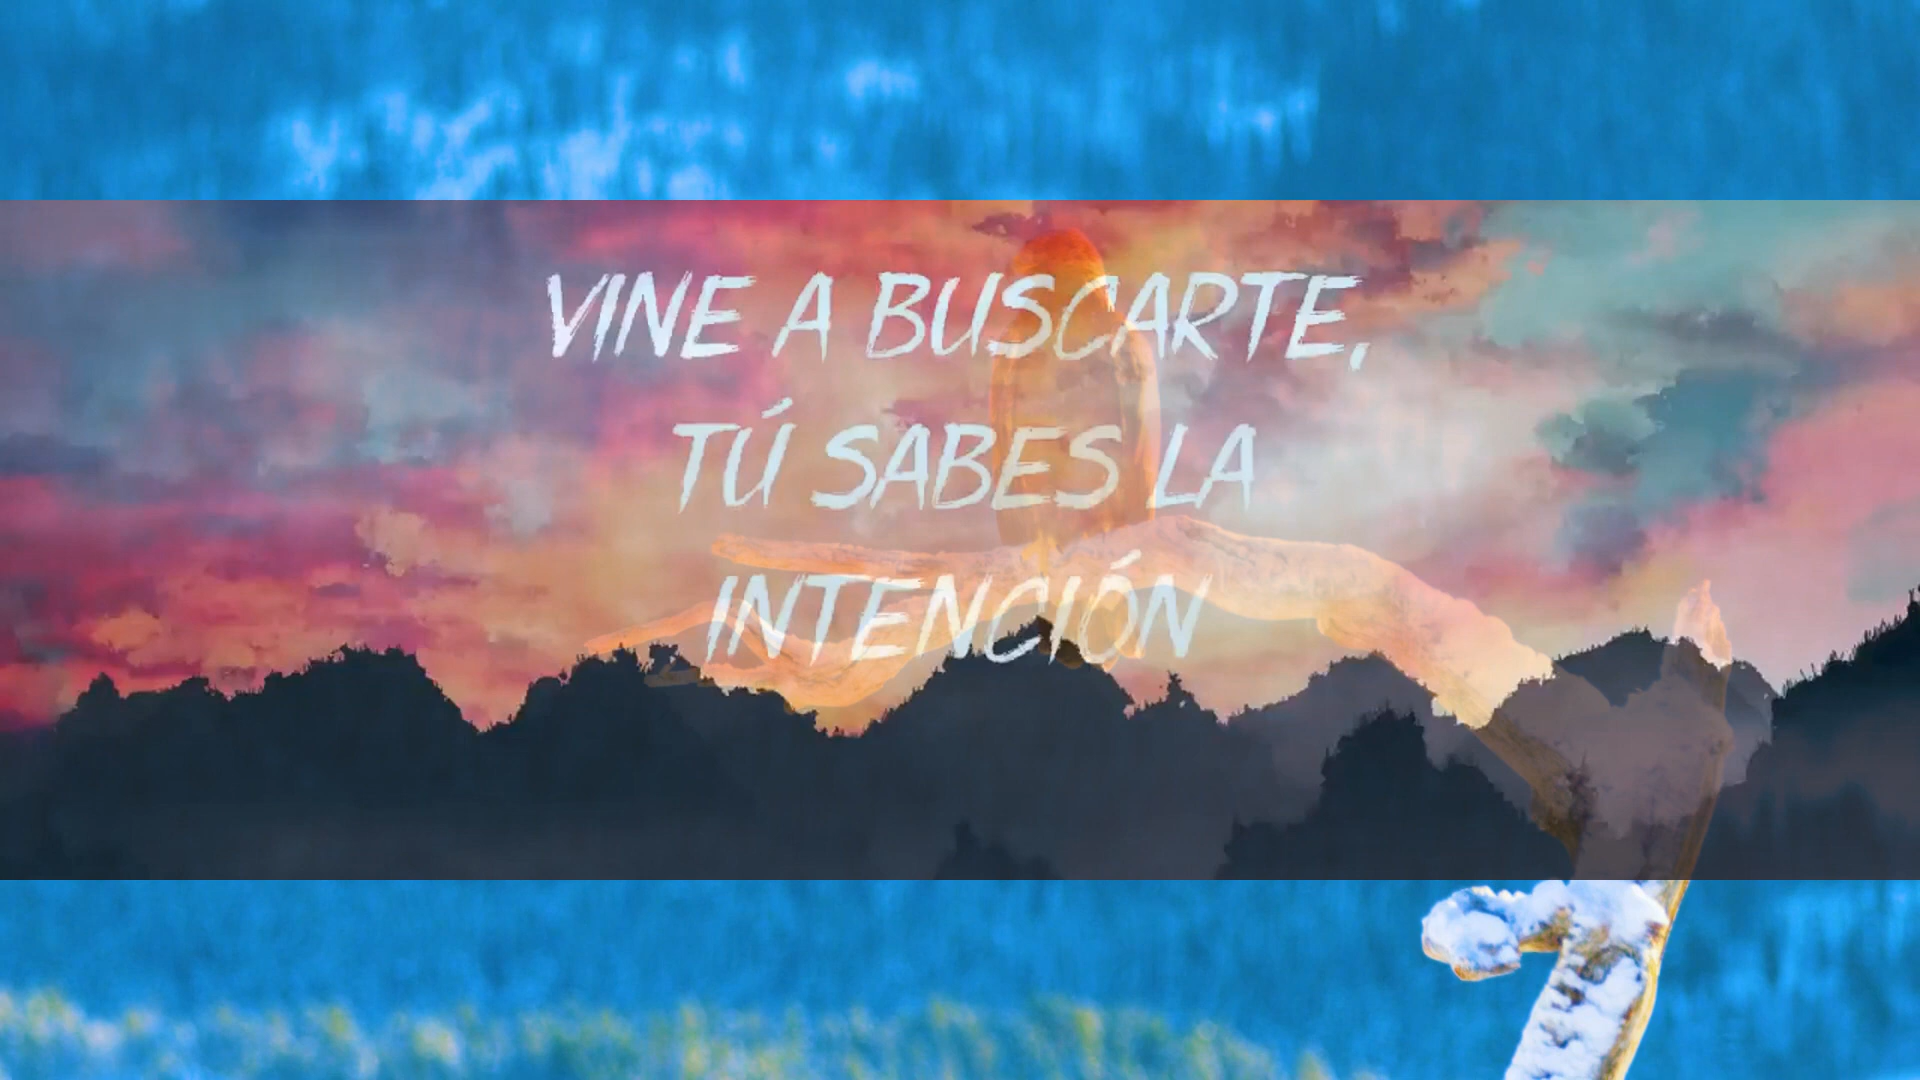 VINE A BUSCARTE,
TÚ SABES LA
INTENCIÓN